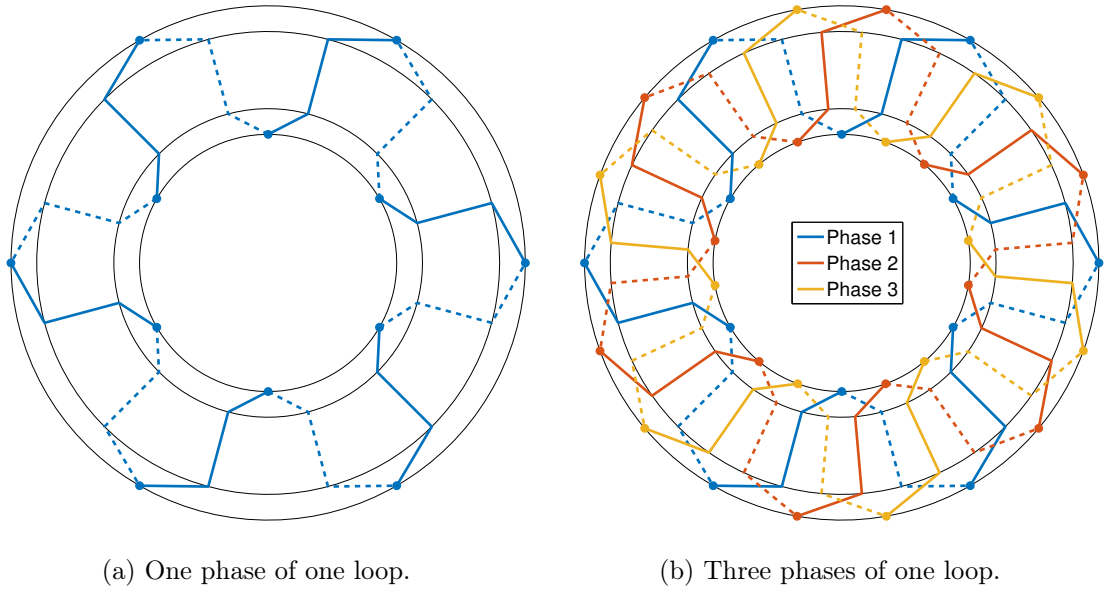 Phase 1
Phase 2
Phase 3
(a) One phase of one loop.
(b) Three phases of one loop.